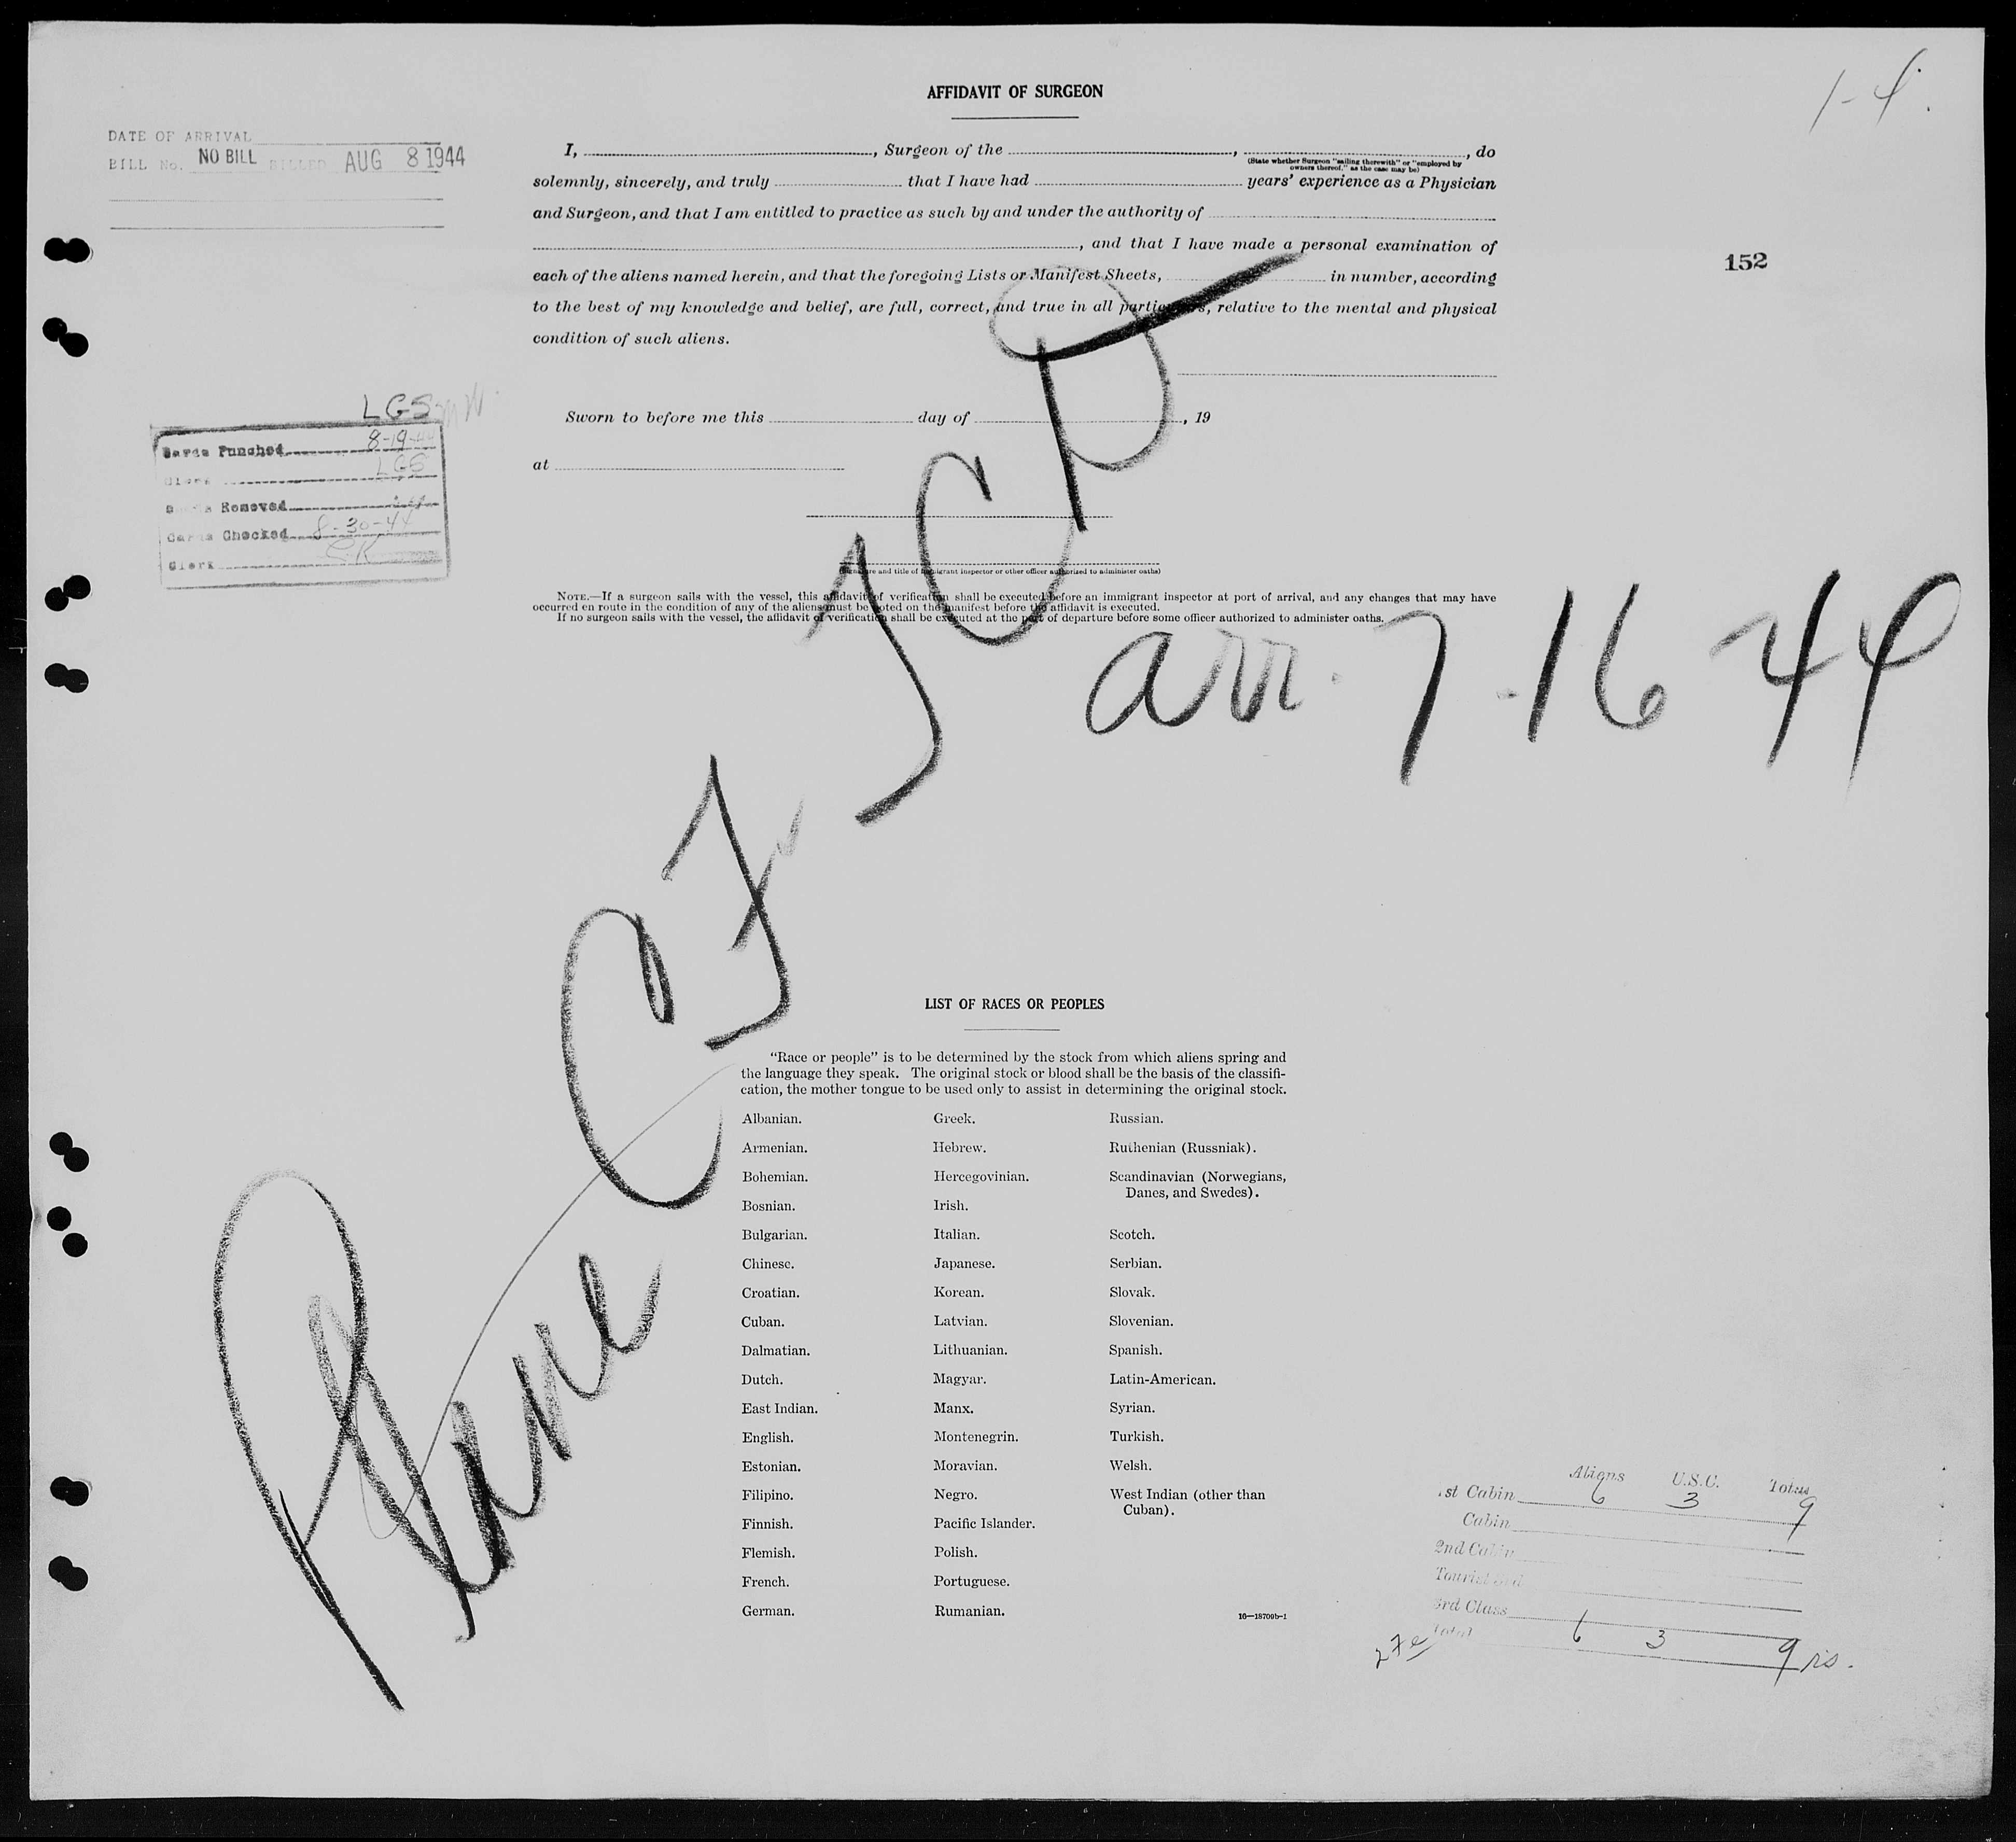 AFFIDAVIT OF SURGEON
1-4.
DATE OF ARRIVAL
BILL No. NO BILL BILLED AUG 8 1944
I, , Surgeon of the , , do
(State whether Surgeon "sailing therewith" or "employed by
owners thereof," as the case may be)
solemnly, sincerely, and truly that I have had years' experience as a Physician
and Surgeon, and that I am entitled to practice as such by and under the authority of
, and that I have made a personal examination of
each of the aliens named herein, and that the foregoing Lists or Manifest Sheets, in number, according
to the best of my knowledge and belief, are full, correct, and true in all particulars, relative to the mental and physical
condition of such aliens.
152
Sworn to before me this day of , 19
at
(Signature and title of immigrant inspector or other officer authorized to administer oaths)
NOTE.—If a surgeon sails with the vessel, this affidavit of verification shall be executed before an immigrant inspector at port of arrival, and any changes that may have
occurred en route in the condition of any of the aliens must be noted on the manifest before the affidavit is executed.
If no surgeon sails with the vessel, the affidavit of verification shall be executed at the port of departure before some officer authorized to administer oaths.
LGS
Cards Punched 8-19-44
Clerk LGS
Removed
Cards Checked 8-30-44
Clerk
Plane CF
arr. 7-16 44
LIST OF RACES OR PEOPLES
"Race or people" is to be determined by the stock from which aliens spring and
the language they speak. The original stock or blood shall be the basis of the classifi-
cation, the mother tongue to be used only to assist in determining the original stock.
Albanian.
Armenian.
Bohemian.
Bosnian.
Bulgarian.
Chinese.
Croatian.
Cuban.
Dalmatian.
Dutch.
East Indian.
English.
Estonian.
Filipino.
Finnish.
Flemish.
French.
German.
Greek.
Hebrew.
Hercegovinian.
Irish.
Italian.
Japanese.
Korean.
Latvian.
Lithuanian.
Magyar.
Manx.
Montenegrin.
Moravian.
Negro.
Pacific Islander.
Polish.
Portuguese.
Rumanian.
Russian.
Ruthenian (Russniak).
Scandinavian (Norwegians,
Danes, and Swedes).
Scotch.
Serbian.
Slovak.
Slovenian.
Spanish.
Latin-American.
Syrian.
Turkish.
Welsh.
West Indian (other than
Cuban).
16—18709b-1
Aliens U.S.C. Total
1st Cabin 6 3 9
Cabin
2nd Cabin
Tourist 3rd
3rd Class
Total 6 3 9